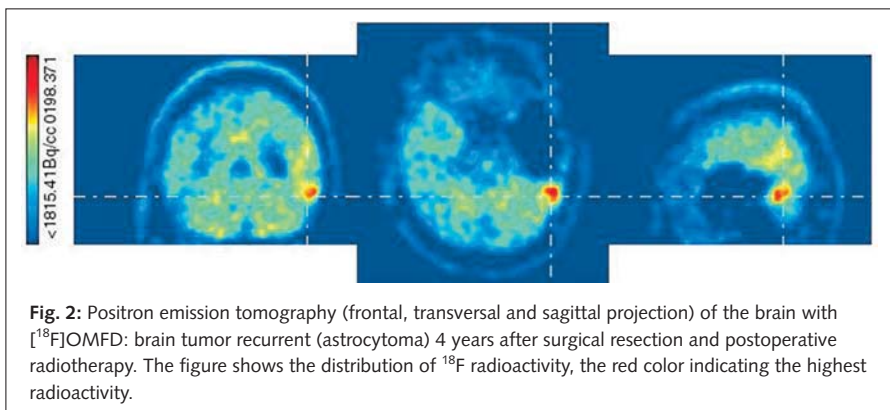 <1815.41Bq/cc0198.371
Fig. 2: Positron emission tomography (frontal, transversal and sagittal projection) of the brain with
[¹⁸F]OMFD: brain tumor recurrent (astrocytoma) 4 years after surgical resection and postoperative
radiotherapy. The figure shows the distribution of ¹⁸F radioactivity, the red color indicating the highest
radioactivity.